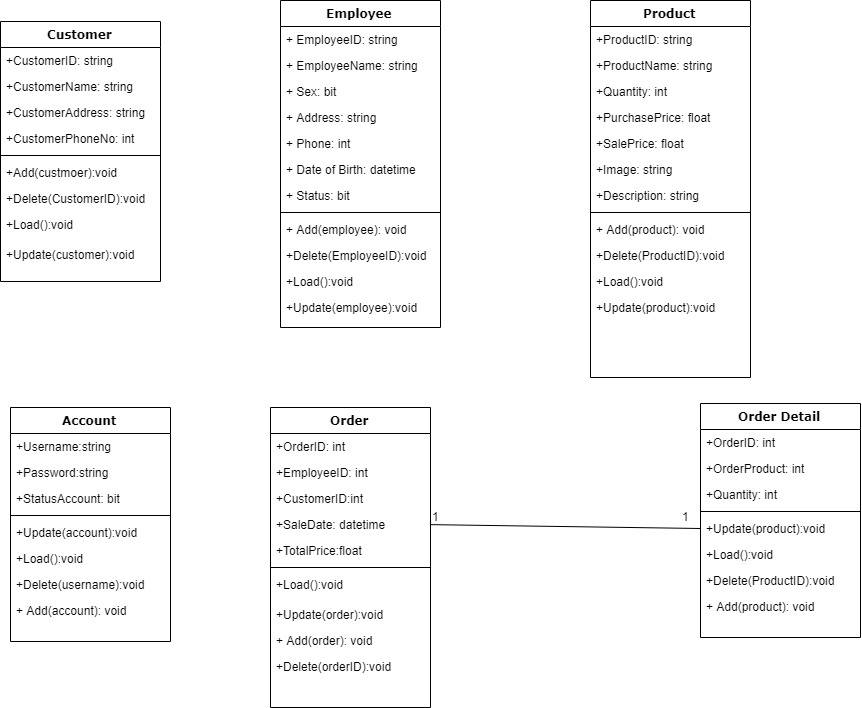 Customer
+CustomerID: string
+CustomerName: string
+CustomerAddress: string
+CustomerPhoneNo: int
+Add(custmoer):void
+Delete(CustomerID):void
+Load():void
+Update(customer):void
Employee
+ EmployeeID: string
+ EmployeeName: string
+ Sex: bit
+ Address: string
+ Phone: int
+ Date of Birth: datetime
+ Status: bit
+ Add(employee): void
+Delete(EmployeeID):void
+Load():void
+Update(employee):void
Product
+ProductID: string
+ProductName: string
+Quantity: int
+PurchasePrice: float
+SalePrice: float
+Image: string
+Description: string
+ Add(product): void
+Delete(ProductID):void
+Load():void
+Update(product):void
Account
+Username:string
+Password:string
+StatusAccount: bit
+Update(account):void
+Load():void
+Delete(username):void
+ Add(account): void
Order
+OrderID: int
+EmployeeID: int
+CustomerID:int
+SaleDate: datetime
+TotalPrice:float
+Load():void
+Update(order):void
+ Add(order): void
+Delete(orderID):void
1
1
Order Detail
+OrderID: int
+OrderProduct: int
+Quantity: int
+Update(product):void
+Load():void
+Delete(ProductID):void
+ Add(product): void